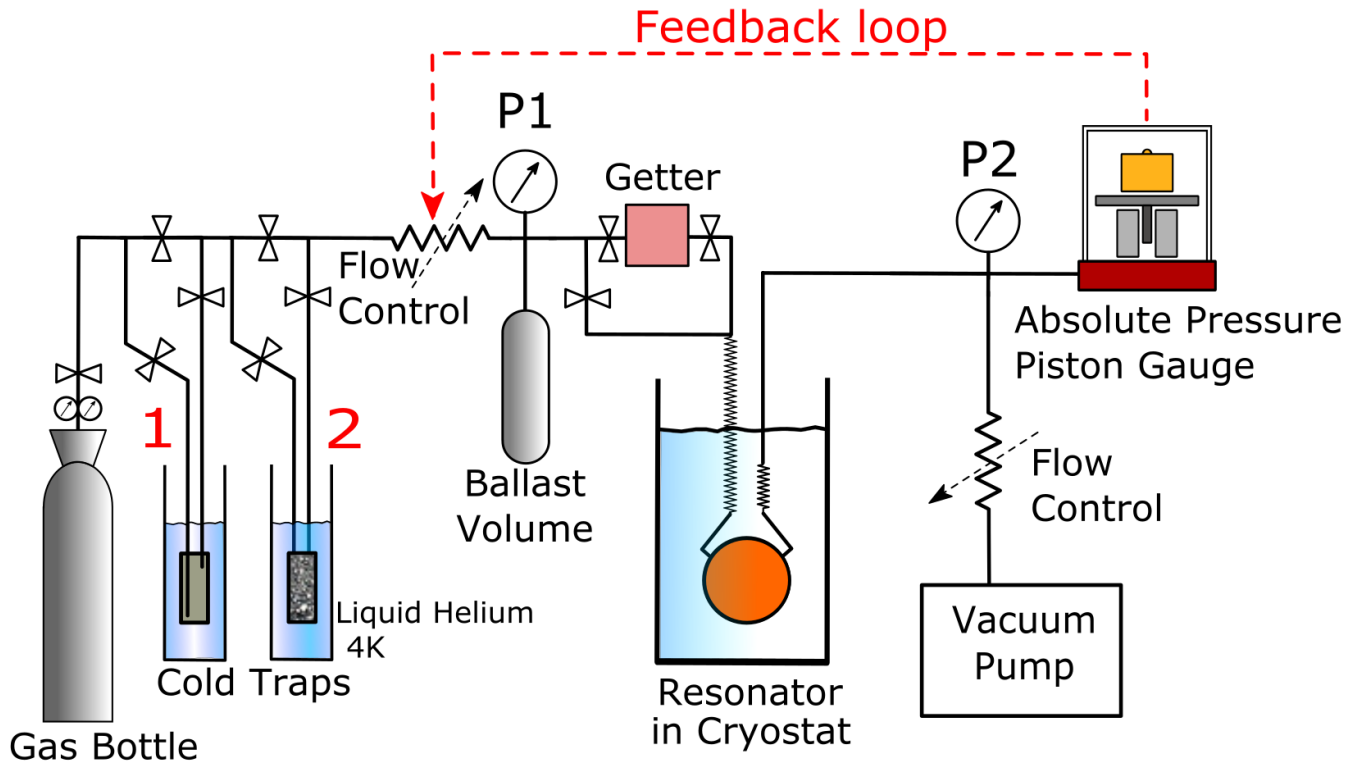 Feedback loop
P1
P2
Getter
Flow
Control
Absolute Pressure
Piston Gauge
1
2
Ballast
Volume
Flow
Control
Liquid Helium
4K
Cold Traps
Vacuum
Pump
Resonator
in Cryostat
Gas Bottle